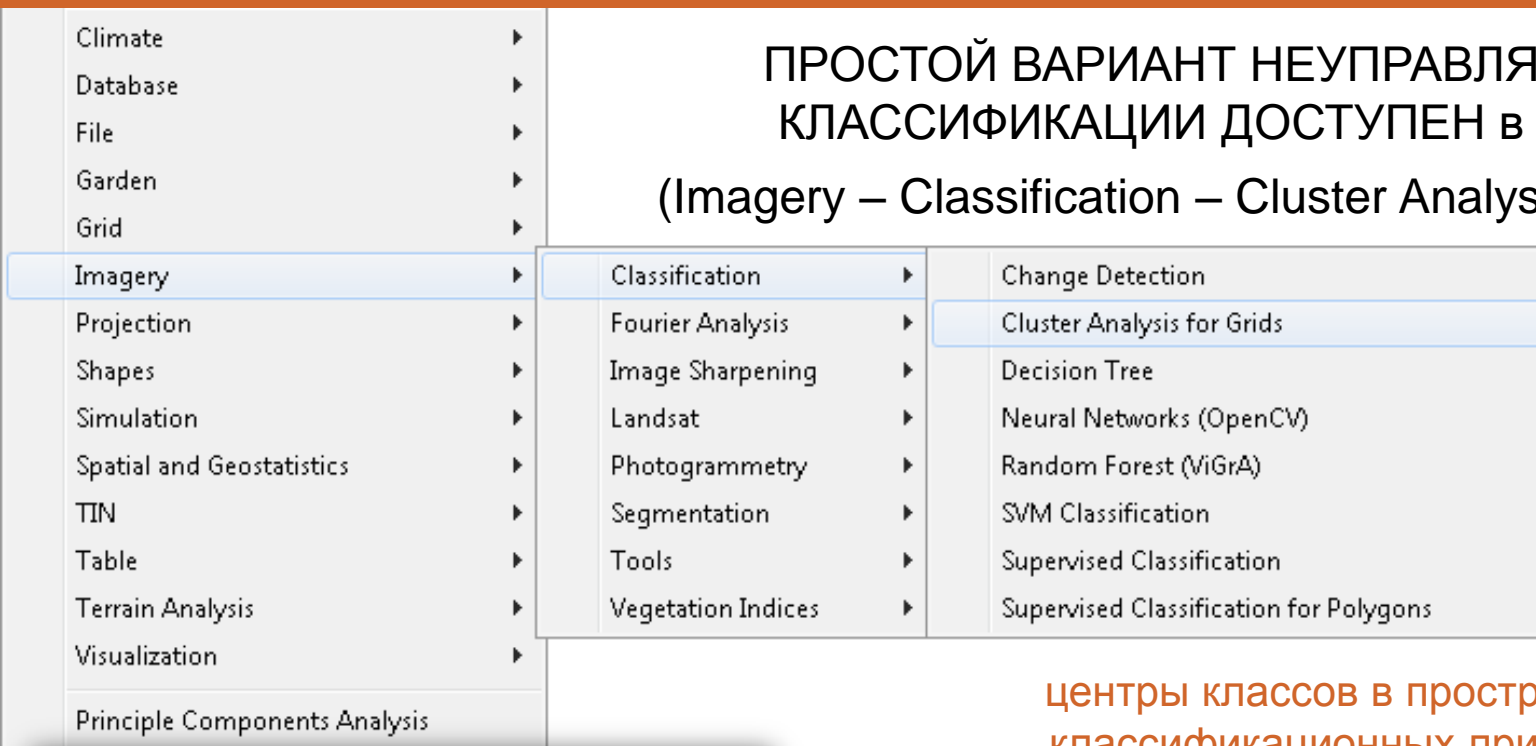 ПРОСТОЙ ВАРИАНТ НЕУПРАВЛЯ
КЛАССИФИКАЦИИ ДОСТУПЕН в
(Imagery – Classification – Cluster Analys
Climate
Database
File
Garden
Grid
Imagery
Projection
Shapes
Simulation
Spatial and Geostatistics
TIN
Table
Terrain Analysis
Visualization
Principle Components Analysis
Classification
Fourier Analysis
Image Sharpening
Landsat
Photogrammetry
Segmentation
Tools
Vegetation Indices
Change Detection
Cluster Analysis for Grids
Decision Tree
Neural Networks (OpenCV)
Random Forest (ViGrA)
SVM Classification
Supervised Classification
Supervised Classification for Polygons
центры классов в простр
классификационных при